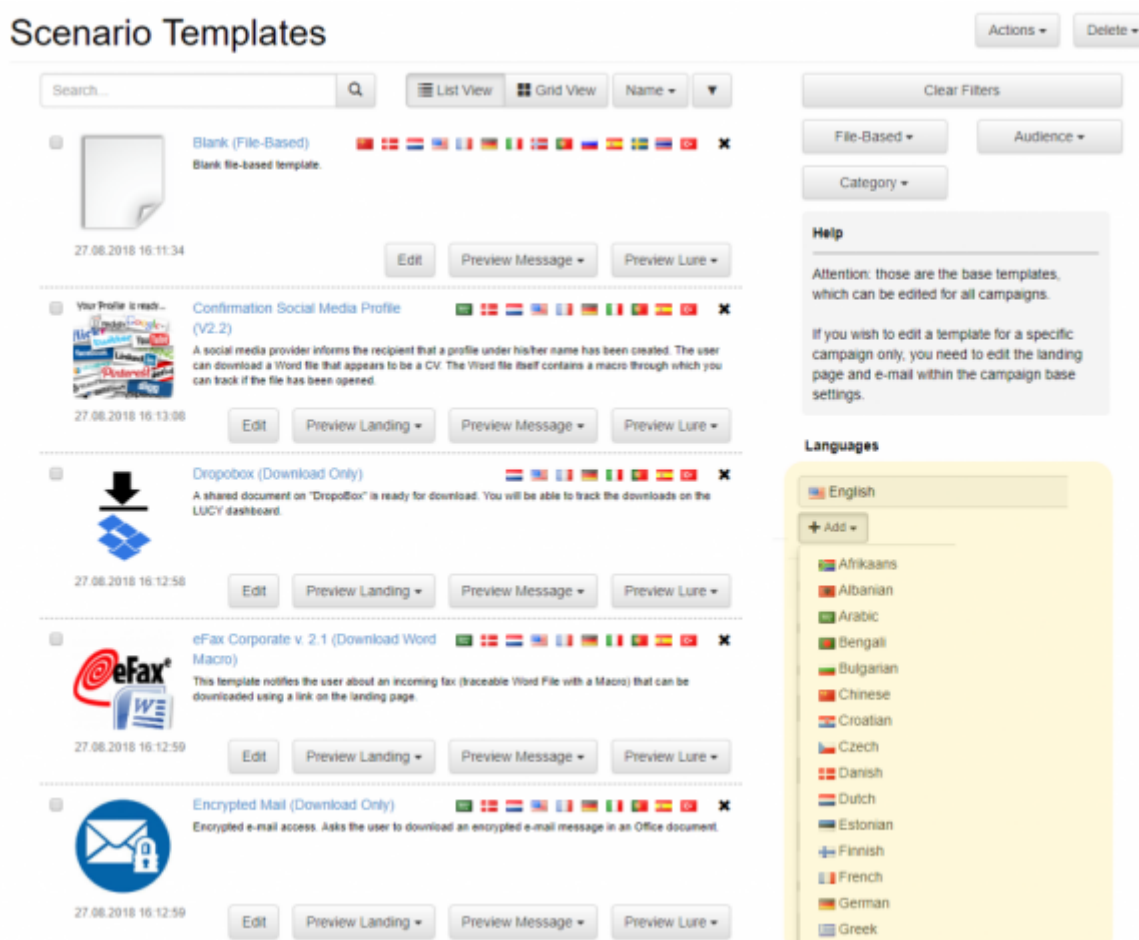 Scenario Templates
Actions
Delete
Search...
List View
Grid View
Name
Clear Filters
File-Based
Audience
Category
Blank (File-Based)
Blank file-based template.
27.08.2018 16:11:34
Edit
Preview Message
Preview Lure
Help
Attention: those are the base templates,
which can be edited for all campaigns.
If you wish to edit a template for a specific
campaign only, you need to edit the landing
page and e-mail within the campaign base
settings.
Your Profile is ready...
flickr
Google
twitter
You Tube
facebook
Linked in
Pinterest
digg
Confirmation Social Media Profile
(V2.2)
A social media provider informs the recipient that a profile under his/her name has been created. The user
can download a Word file that appears to be a CV. The Word file itself contains a macro through which you
can track if the file has been opened.
27.08.2018 16:13:08
Edit
Preview Landing
Preview Message
Preview Lure
Dropobox (Download Only)
A shared document on "DropoBox" is ready for download. You will be able to track the downloads on the
LUCY dashboard.
27.08.2018 16:12:58
Edit
Preview Landing
Preview Message
Preview Lure
eFax
W
eFax Corporate v. 2.1 (Download Word
Macro)
This template notifies the user about an incoming fax (traceable Word File with a Macro) that can be
downloaded using a link on the landing page.
27.08.2018 16:12:59
Edit
Preview Landing
Preview Message
Preview Lure
Encrypted Mail (Download Only)
Encrypted e-mail access. Asks the user to download an encrypted e-mail message in an Office document.
27.08.2018 16:12:59
Edit
Preview Landing
Preview Message
Preview Lure
Languages
English
Add
Afrikaans
Albanian
Arabic
Bengali
Bulgarian
Chinese
Croatian
Czech
Danish
Dutch
Estonian
Finnish
French
German
Greek